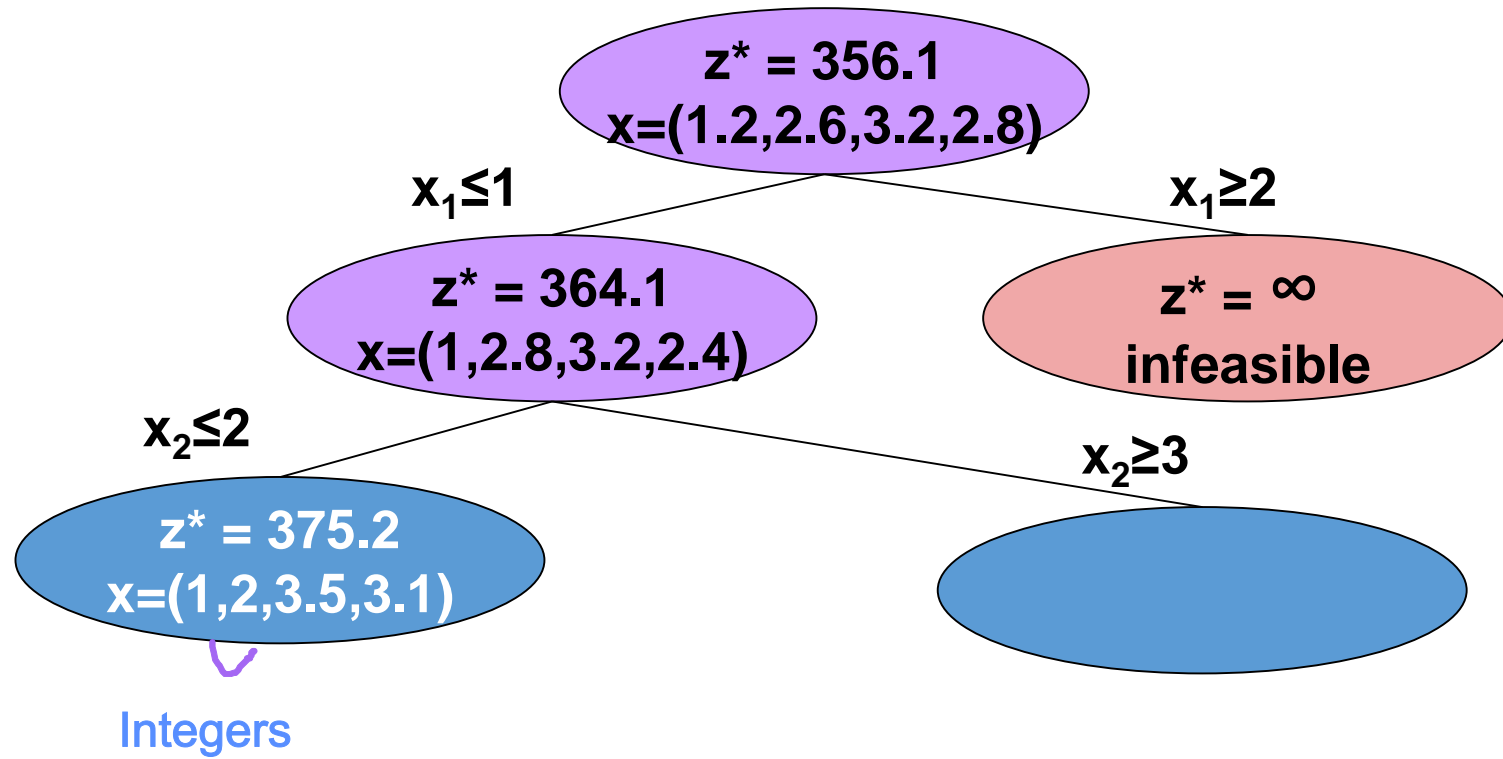 z* = 356.1
x=(1.2,2.6,3.2,2.8)
x₁≤1
x₁≥2
z* = 364.1
x=(1,2.8,3.2,2.4)
z* = ∞
infeasible
x₂≤2
x₂≥3
z* = 375.2
x=(1,2,3.5,3.1)
Integers